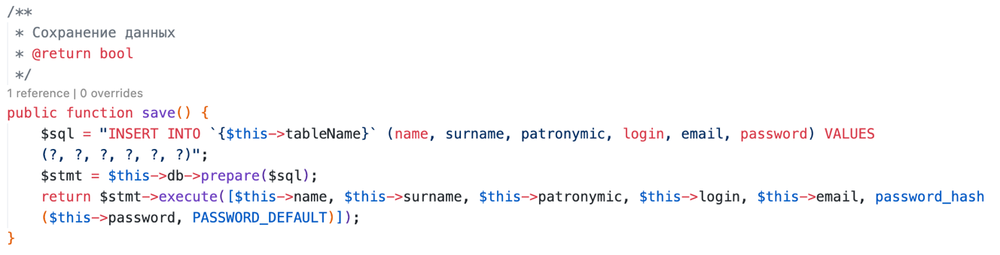 /**
 * Сохранение данных
 * @return bool
 */
1 reference | 0 overrides
public function save() {
    $sql = "INSERT INTO `{$this->tableName}` (name, surname, patronymic, login, email, password) VALUES
    (?, ?, ?, ?, ?, ?)";
    $stmt = $this->db->prepare($sql);
    return $stmt->execute([$this->name, $this->surname, $this->patronymic, $this->login, $this->email, password_hash
    ($this->password, PASSWORD_DEFAULT)]);
}